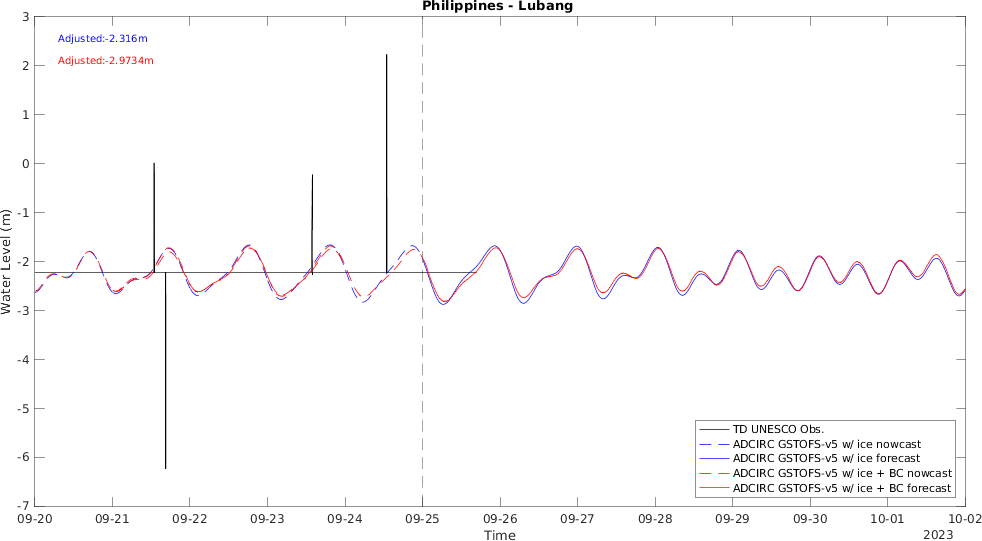 Philippines - Lubang
Adjusted:-2.316m
Adjusted:-2.9734m
Water Level (m)
3
2
1
0
-1
-2
-3
-4
-5
-6
-7
TD UNESCO Obs.
ADCIRC GSTOFS-v5 w/ ice nowcast
ADCIRC GSTOFS-v5 w/ ice forecast
ADCIRC GSTOFS-v5 w/ ice + BC nowcast
ADCIRC GSTOFS-v5 w/ ice + BC forecast
09-20 09-21 09-22 09-23 09-24 09-25 09-26 09-27 09-28 09-29 09-30 10-01 10-02
Time
2023